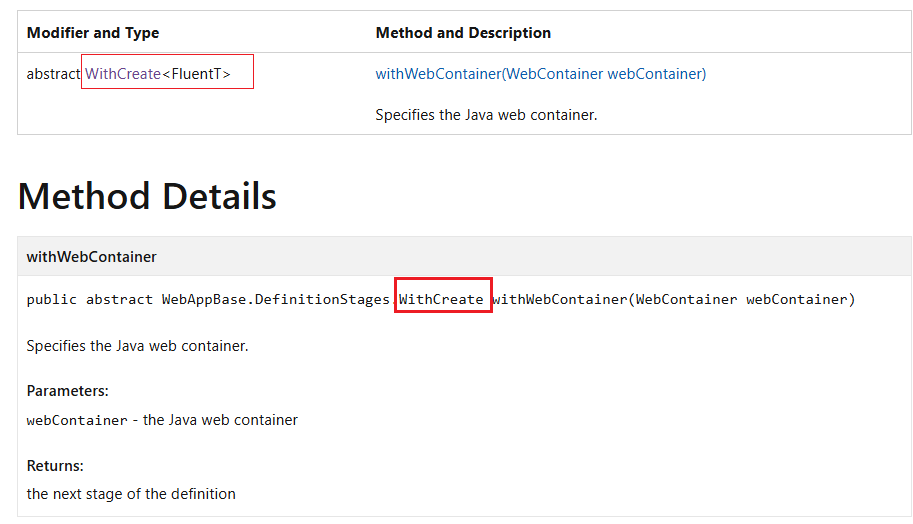 Modifier and Type Method and Description
abstract WithCreate<FluentT> withWebContainer(WebContainer webContainer)
Specifies the Java web container.
Method Details
withWebContainer
public abstract WebAppBase.DefinitionStages.WithCreate withWebContainer(WebContainer webContainer)
Specifies the Java web container.
Parameters:
webContainer - the Java web container
Returns:
the next stage of the definition